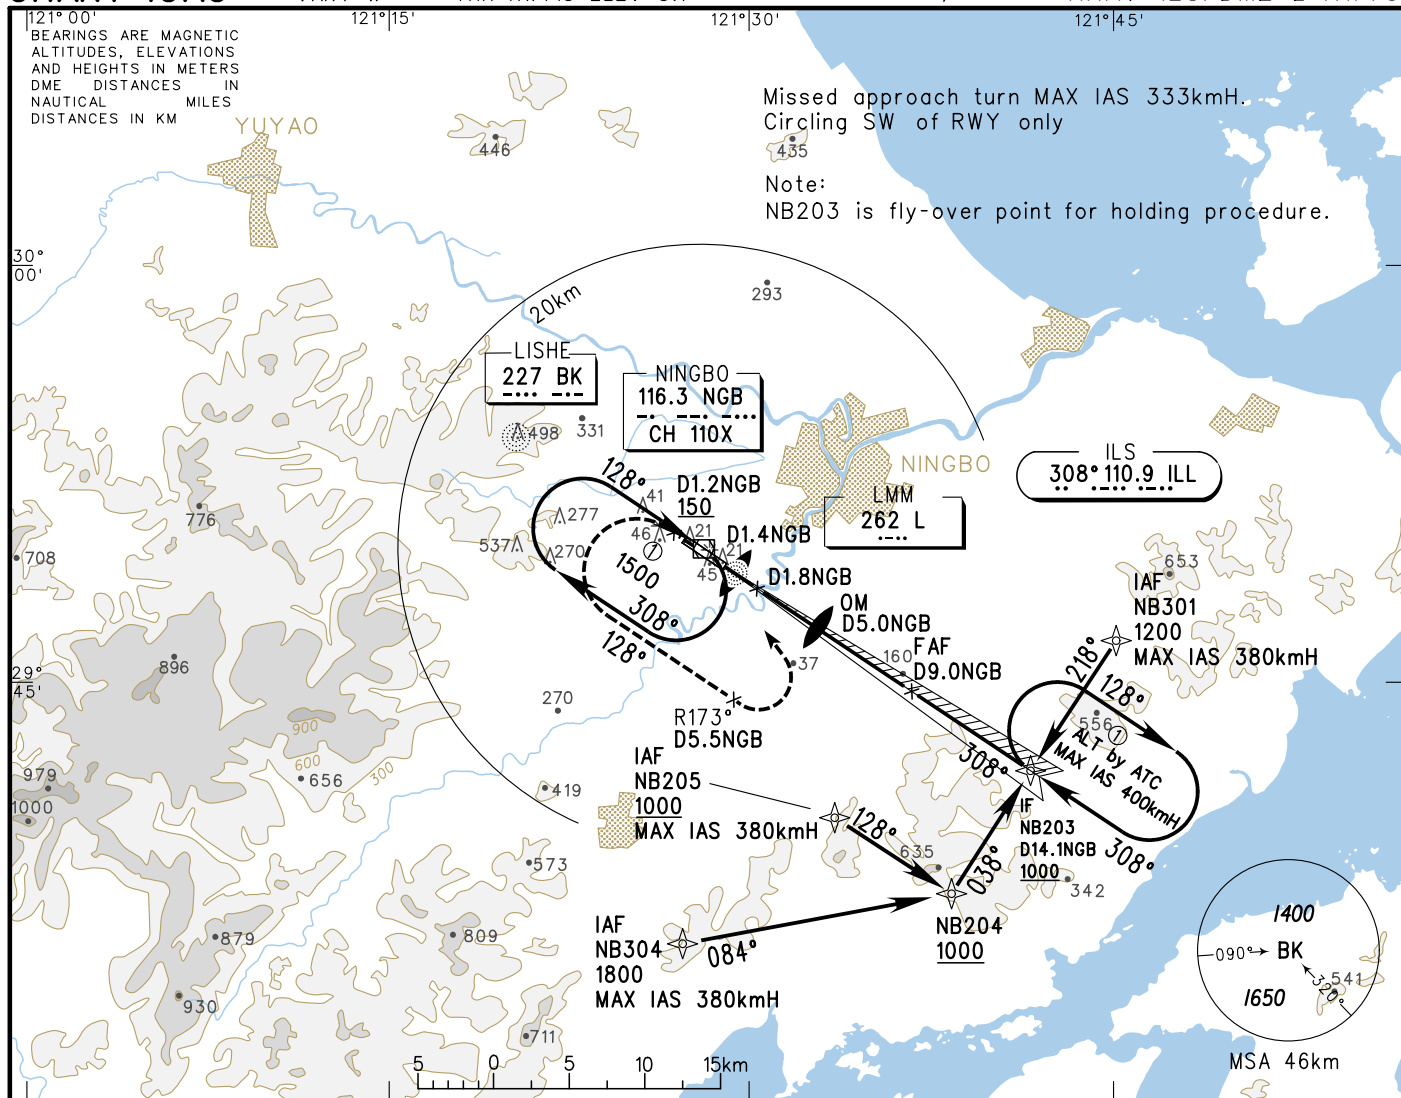 121° 00'
121°15'
121°30'
121°45'
BEARINGS ARE MAGNETIC
ALTITUDES, ELEVATIONS
AND HEIGHTS IN METERS
DME DISTANCES IN
NAUTICAL MILES
DISTANCES IN KM
YUYAO
446
435
Missed approach turn MAX IAS 333kmH.
Circling SW of RWY only
Note:
NB203 is fly-over point for holding procedure.
30°
00'
293
20km
LISHE
227 BK
NINGBO
116.3 NGB
CH 110X
498
331
NINGBO
ILS
308° 110.9 ILL
LMM
262 L
128°
D1.2NGB
150
41
277
46
21
D1.4NGB
21
45
537
270
1
1500
308°
128°
D1.8NGB
776
708
OM
D5.0NGB
653
IAF
NB301
1200
MAX IAS 380kmH
37
160
FAF
D9.0NGB
218°
128°
896
29°
45'
270
R173°
D5.5NGB
556
1
ALT by ATC
MAX IAS 400kmH
308°
308°
900
600
300
979
656
1000
419
IAF
NB205
1000
MAX IAS 380kmH
128°
IF
NB203
D14.1NGB
1000
573
635
038°
342
NB204
1000
IAF
NB304
1800
MAX IAS 380kmH
084°
879
809
930
711
1400
090°
BK
1650
320°
541
MSA 46km
5 0 5 10 15km